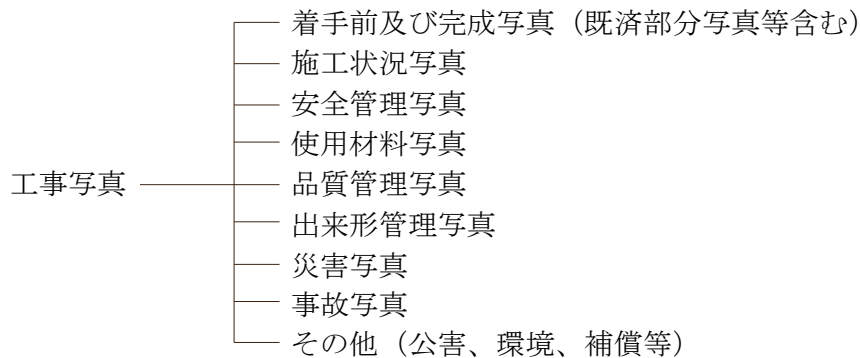 着手前及び完成写真（既済部分写真等含む）
施工状況写真
安全管理写真
使用材料写真
工事写真
品質管理写真
出来形管理写真
災害写真
事故写真
その他（公害、環境、補償等）